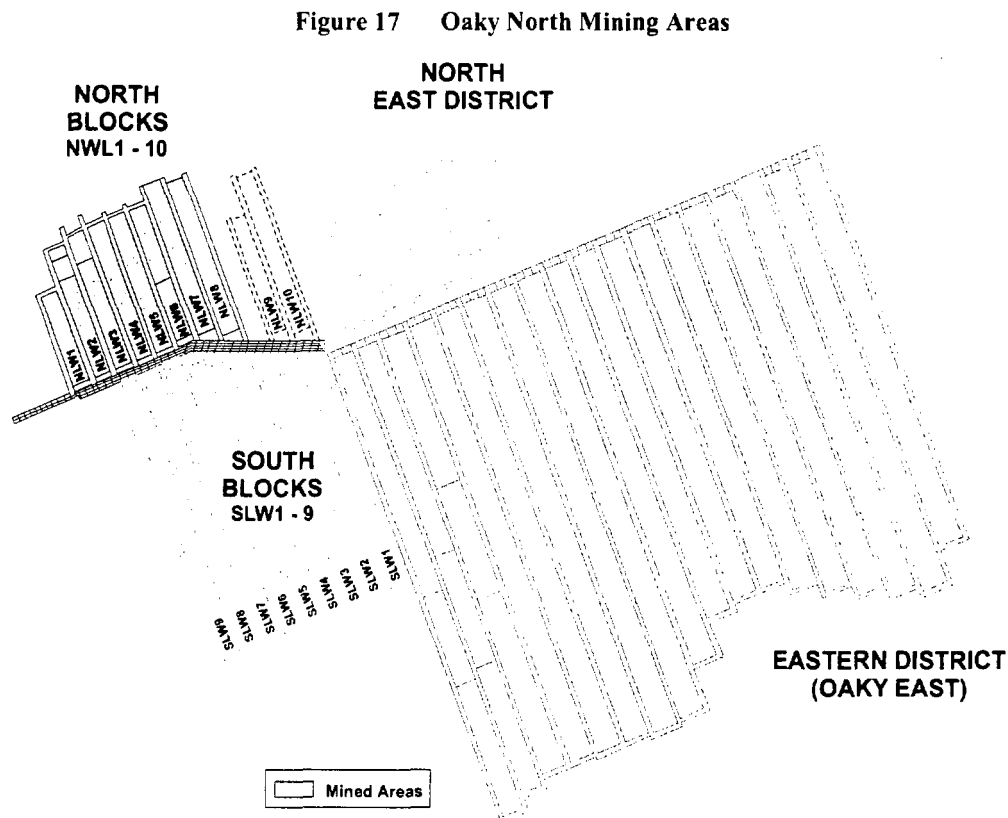 Figure 17 Oaky North Mining Areas
NORTH
EAST DISTRICT
NORTH
BLOCKS
NWL1 - 10
NLW1
NLW2
NLW3
NLW4
NLW5
NLW6
NLW7
NLW8
NLW9
NLW10
SOUTH
BLOCKS
SLW1 - 9
SLW9
SLW8
SLW7
SLW6
SLW5
SLW4
SLW3
SLW2
SLW1
EASTERN DISTRICT
(OAKY EAST)
Mined Areas